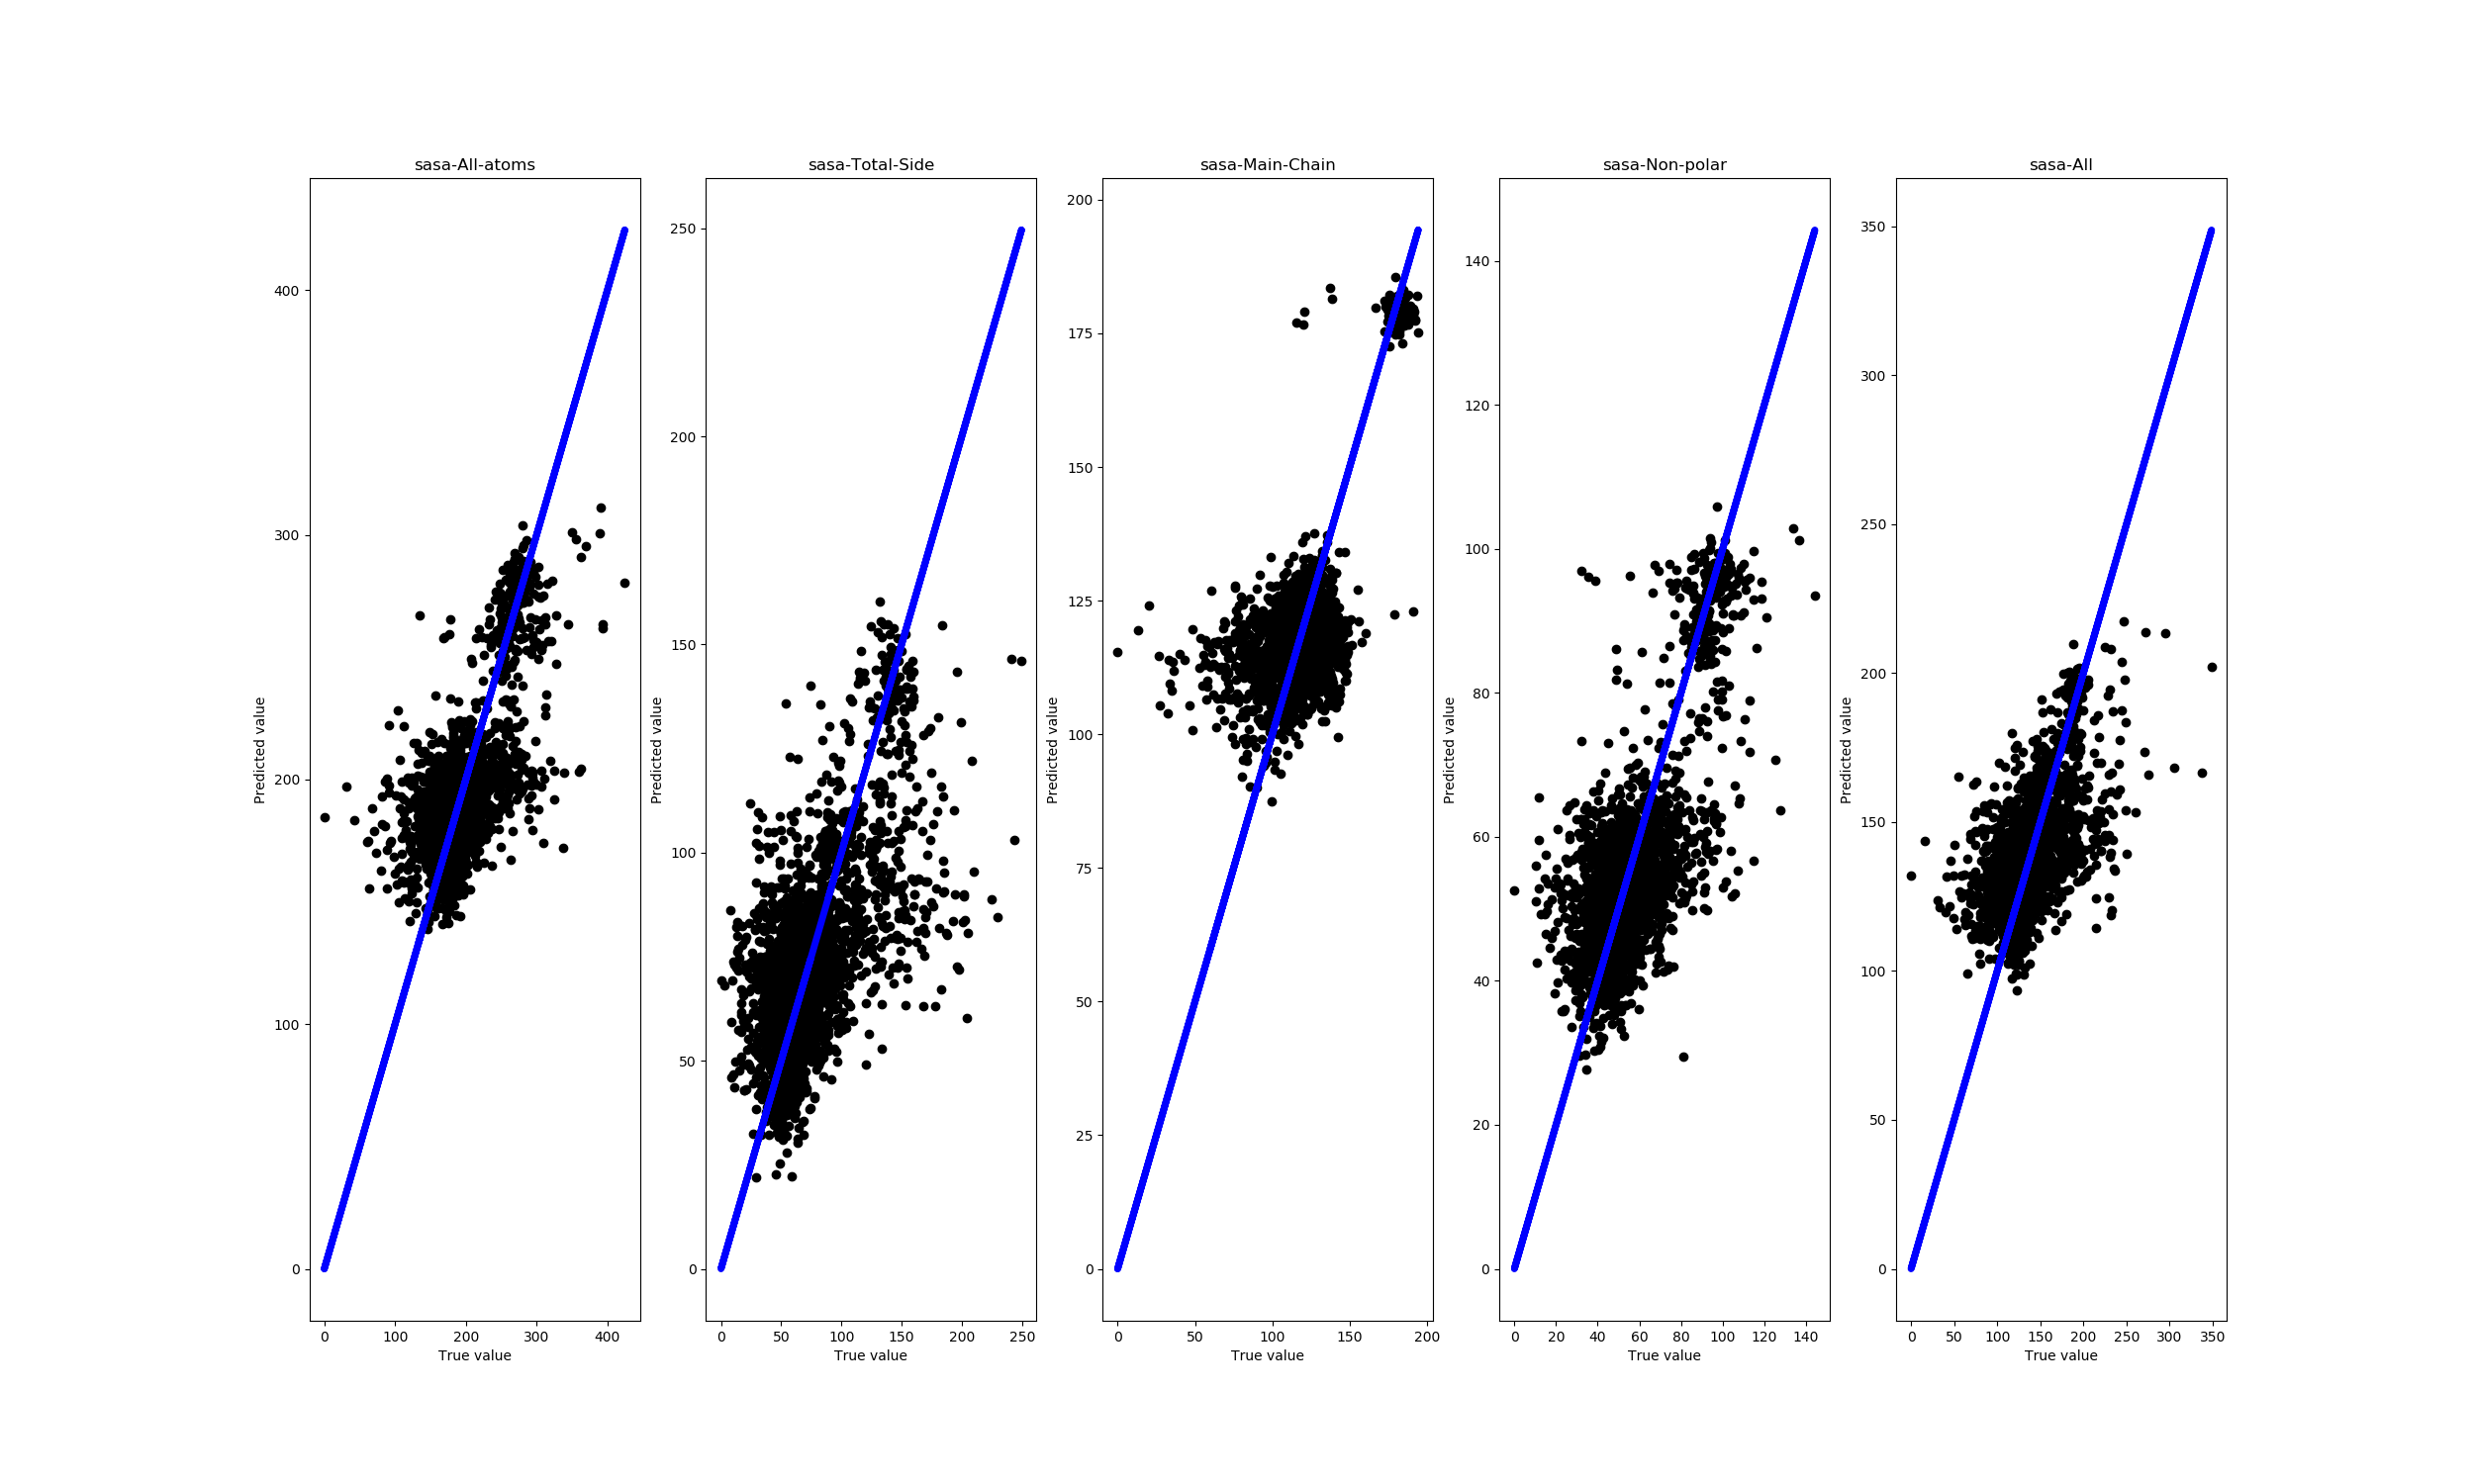 sasa-All-atoms
Predicted value
400
300
200
100
0
0 100 200 300 400
True value
sasa-Total-Side
Predicted value
250
200
150
100
50
0
0 50 100 150 200 250
True value
sasa-Main-Chain
Predicted value
200
175
150
125
100
75
50
25
0
0 50 100 150 200
True value
sasa-Non-polar
Predicted value
140
120
100
80
60
40
20
0
0 20 40 60 80 100 120 140
True value
sasa-All
Predicted value
350
300
250
200
150
100
50
0
0 50 100 150 200 250 300 350
True value